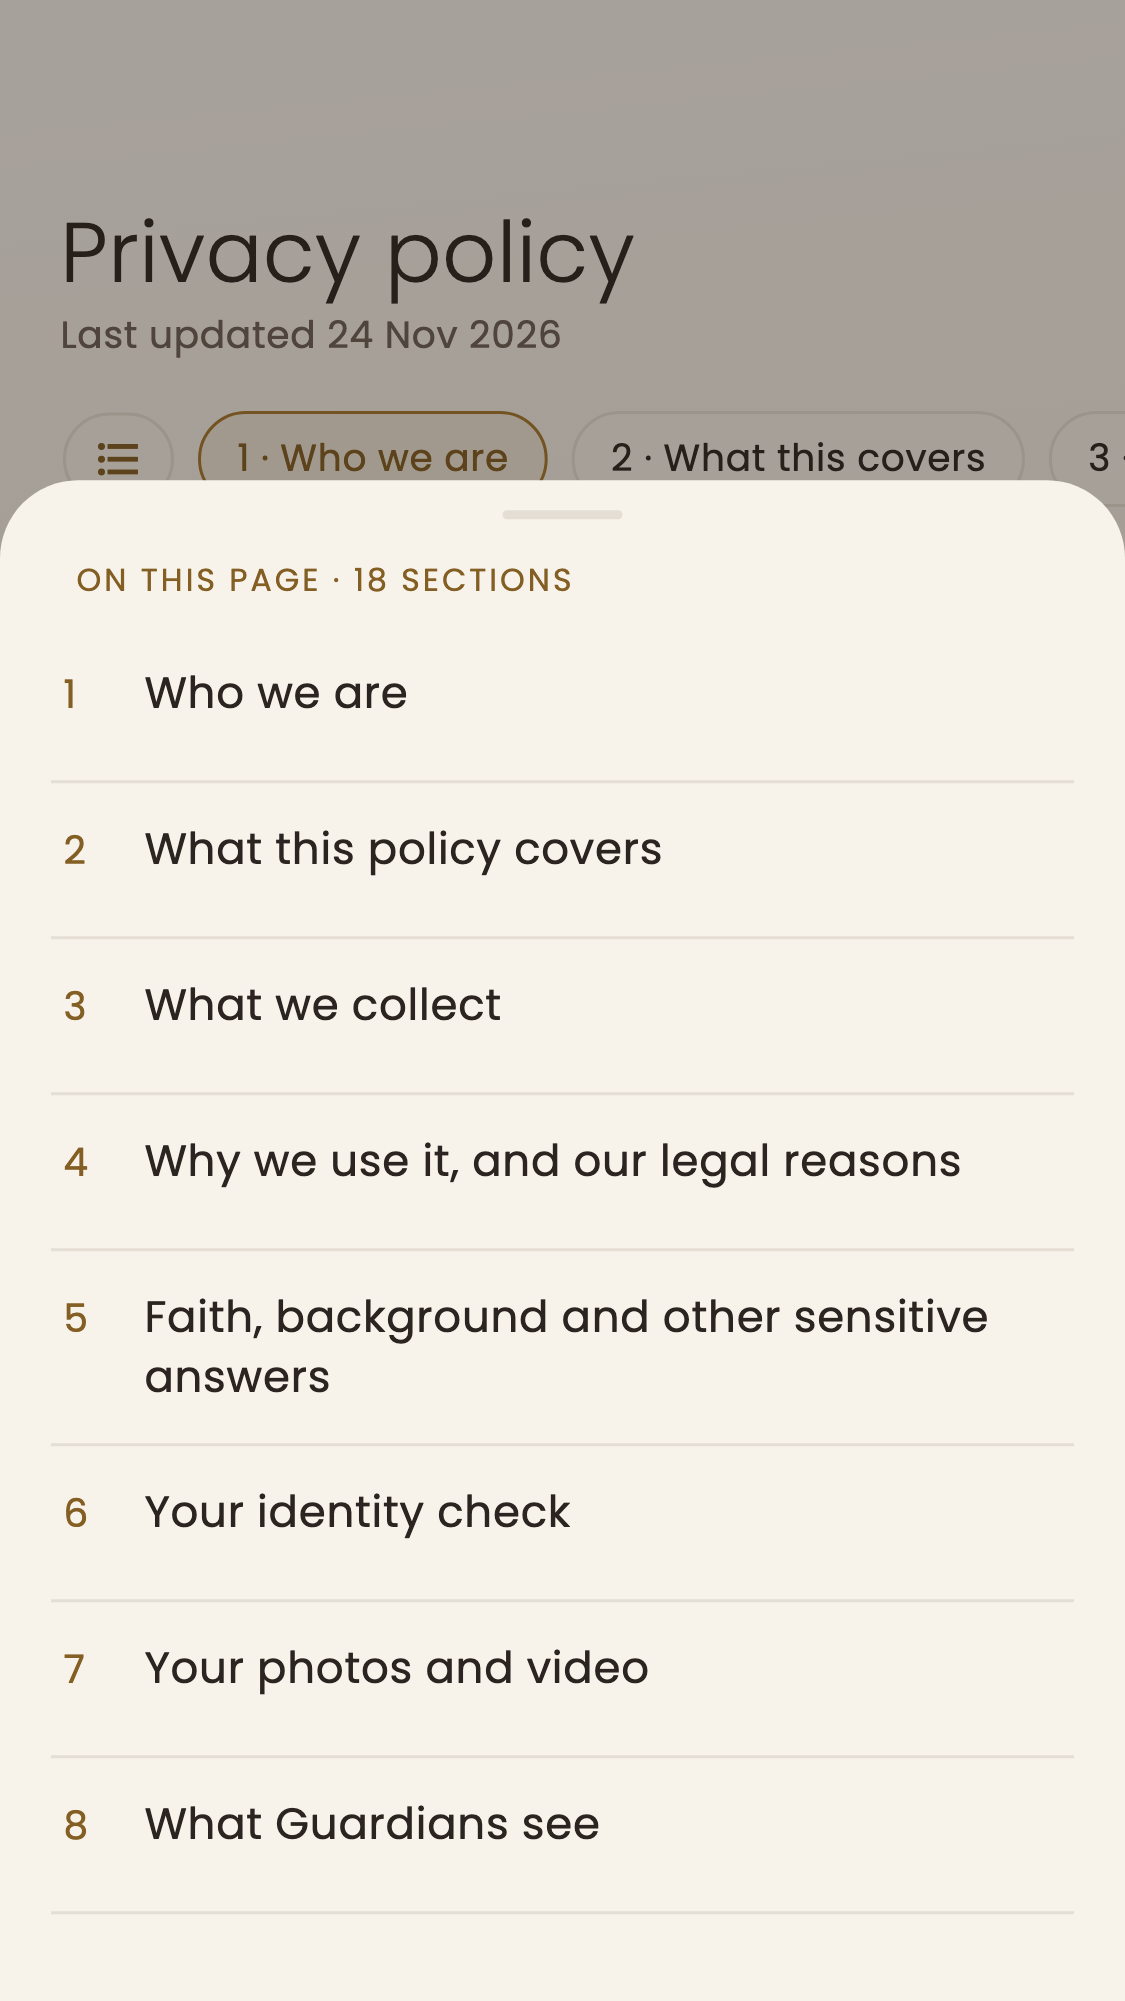 Privacy policy
Last updated 24 Nov 2026
1 · Who we are
2 · What this covers
3 ·
ON THIS PAGE · 18 SECTIONS
1 Who we are
2 What this policy covers
3 What we collect
4 Why we use it, and our legal reasons
5 Faith, background and other sensitive
answers
6 Your identity check
7 Your photos and video
8 What Guardians see